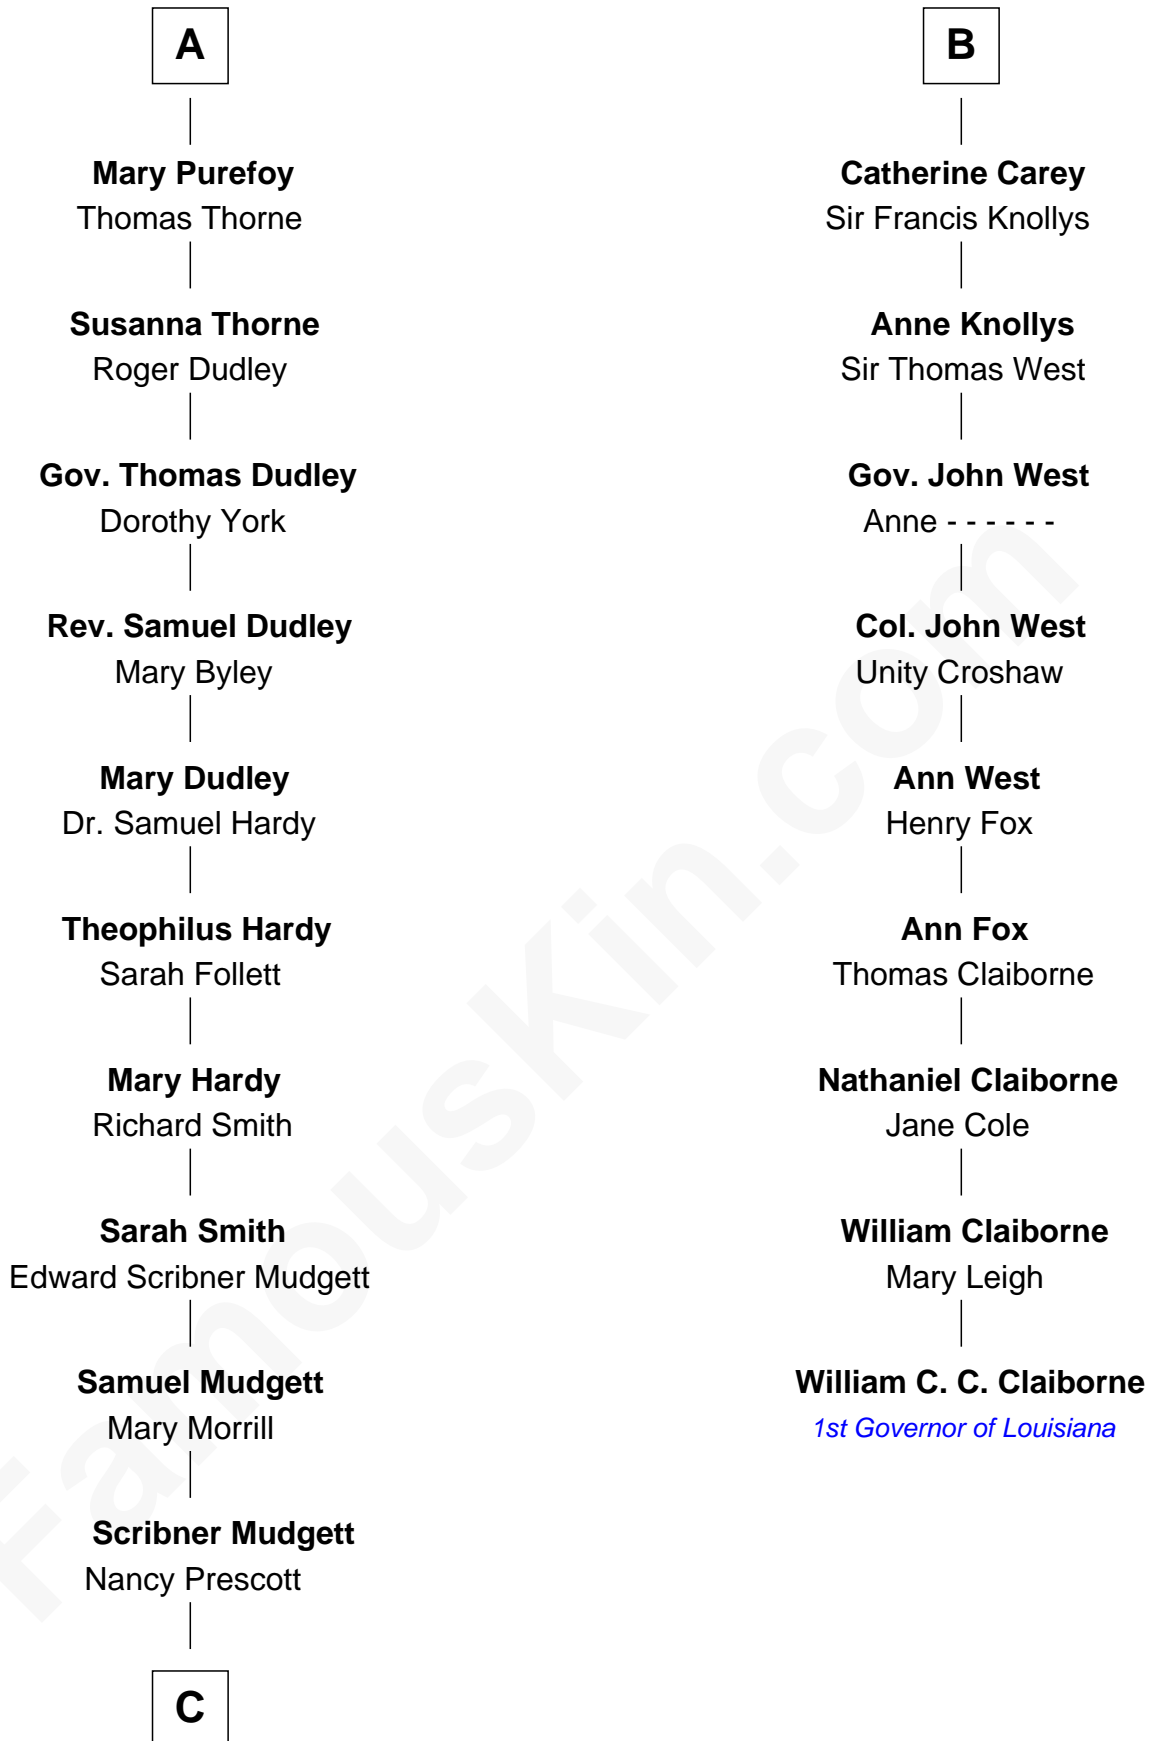 A
Mary Purefoy
Thomas Thorne
Susanna Thorne
Roger Dudley
Gov. Thomas Dudley
Dorothy York
Rev. Samuel Dudley
Mary Byley
Mary Dudley
Dr. Samuel Hardy
Theophilus Hardy
Sarah Follett
Mary Hardy
Richard Smith
Sarah Smith
Edward Scribner Mudgett
Samuel Mudgett
Mary Morrill
Scribner Mudgett
Nancy Prescott
C
B
Catherine Carey
Sir Francis Knollys
Anne Knollys
Sir Thomas West
Gov. John West
Anne - - - - - -
Col. John West
Unity Croshaw
Ann West
Henry Fox
Ann Fox
Thomas Claiborne
Nathaniel Claiborne
Jane Cole
William Claiborne
Mary Leigh
William C. C. Claiborne
1st Governor of Louisiana
FamousKin.com